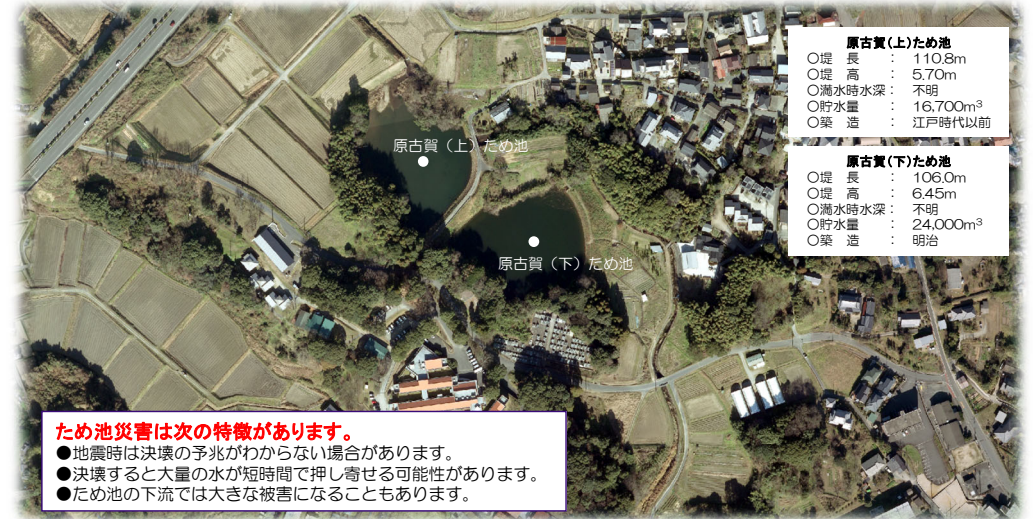 原古賀(上)ため池
○堤　長　：　110.8m
○堤　高　：　5.70m
○満水時水深：　不明
○貯水量　：　16,700m³
○築　造　：　江戸時代以前
原古賀(下)ため池
○堤　長　：　106.0m
○堤　高　：　6.45m
○満水時水深：　不明
○貯水量　：　24,000m³
○築　造　：　明治
原古賀（上）ため池
原古賀（下）ため池
ため池災害は次の特徴があります。
●地震時は決壊の予兆がわからない場合があります。
●決壊すると大量の水が短時間で押し寄せる可能性があります。
●ため池の下流では大きな被害になることもあります。